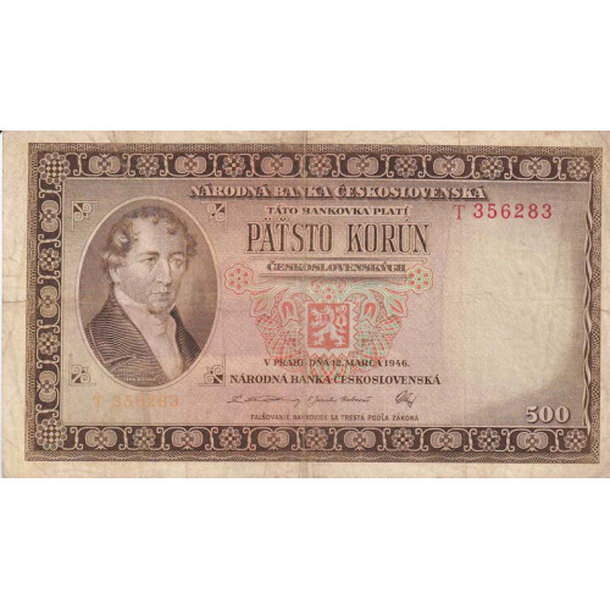 NÁRODNÁ BANKA ČESKOSLOVENSKÁ
TÁTO BANKOVKA PLATÍ
T 356283
PÄŤSTO KORÚN
ČESKOSLOVENSKÝCH
V PRAHE, DŇA 12. MARCA 1946.
NÁRODNÁ BANKA ČESKOSLOVENSKÁ
T 356283
500
FALŠOVANIE BANKOVIEK SA TRESTÁ PODĽA ZÁKONA